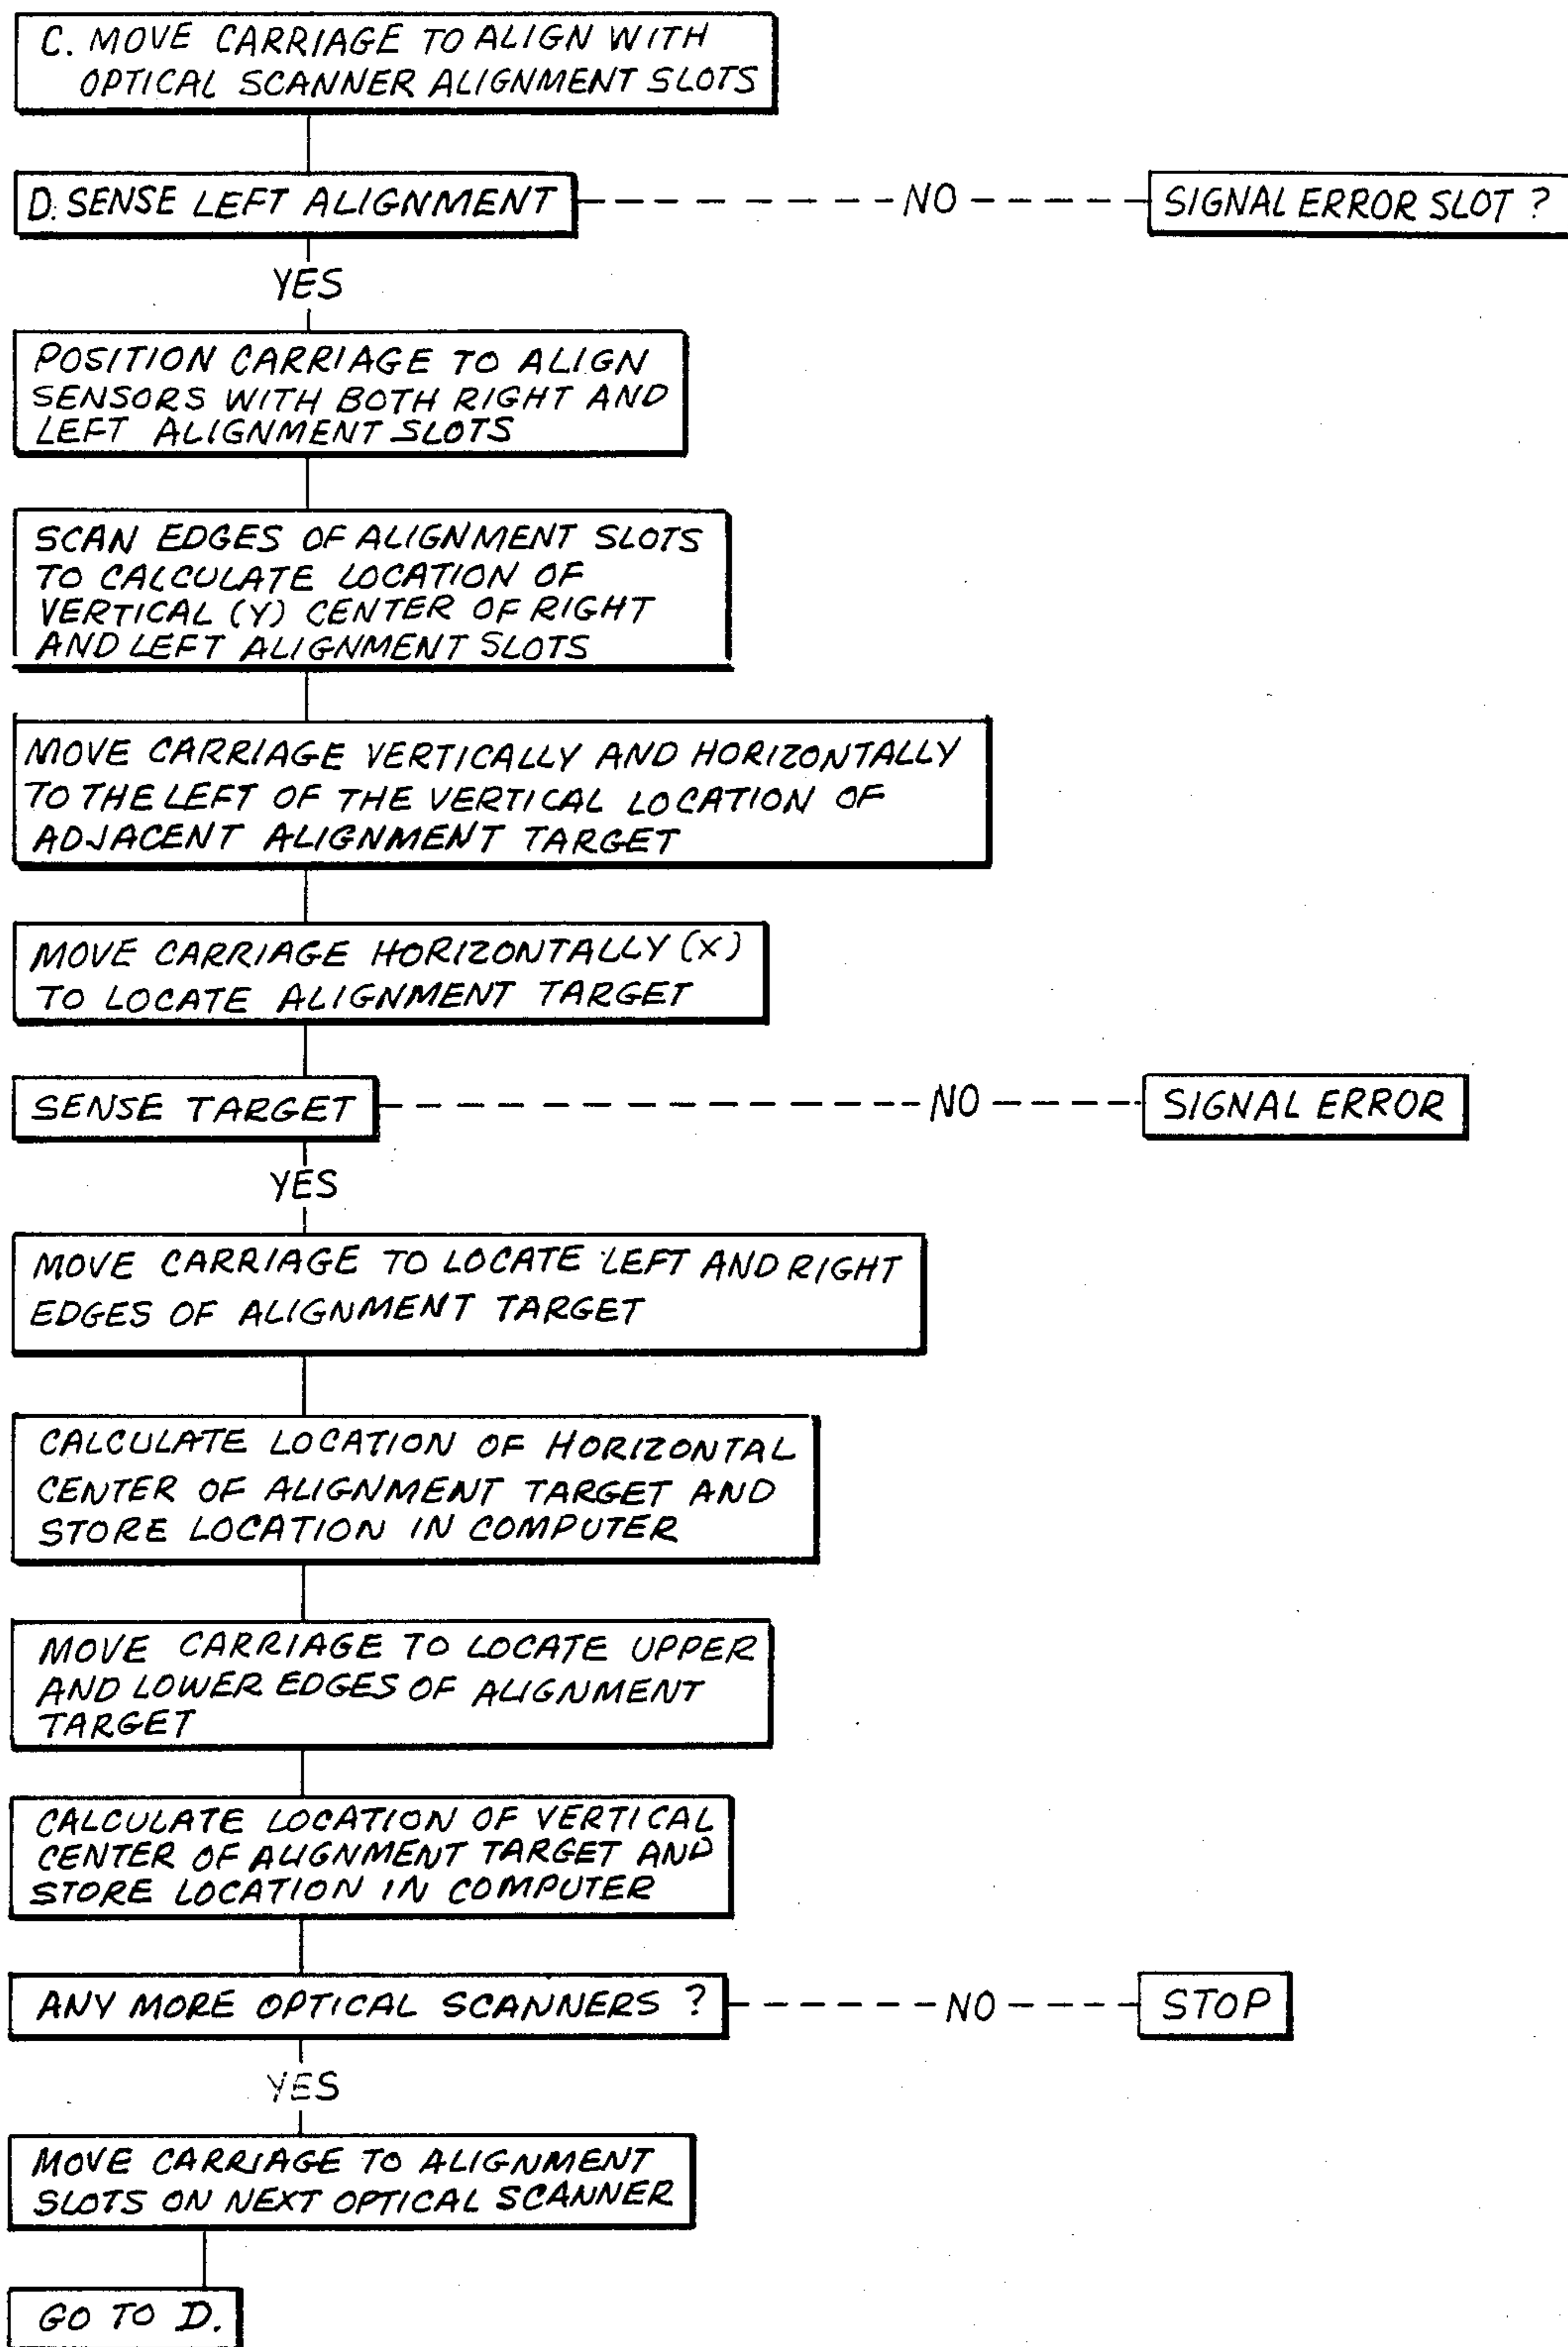 C. MOVE CARRIAGE TO ALIGN WITH
OPTICAL SCANNER ALIGNMENT SLOTS
D. SENSE LEFT ALIGNMENT
NO
SIGNAL ERROR SLOT ?
YES
POSITION CARRIAGE TO ALIGN
SENSORS WITH BOTH RIGHT AND
LEFT ALIGNMENT SLOTS
SCAN EDGES OF ALIGNMENT SLOTS
TO CALCULATE LOCATION OF
VERTICAL (Y) CENTER OF RIGHT
AND LEFT ALIGNMENT SLOTS
MOVE CARRIAGE VERTICALLY AND HORIZONTALLY
TO THE LEFT OF THE VERTICAL LOCATION OF
ADJACENT ALIGNMENT TARGET
MOVE CARRIAGE HORIZONTALLY (X)
TO LOCATE ALIGNMENT TARGET
SENSE TARGET
NO
SIGNAL ERROR
YES
MOVE CARRIAGE TO LOCATE LEFT AND RIGHT
EDGES OF ALIGNMENT TARGET
CALCULATE LOCATION OF HORIZONTAL
CENTER OF ALIGNMENT TARGET AND
STORE LOCATION IN COMPUTER
MOVE CARRIAGE TO LOCATE UPPER
AND LOWER EDGES OF ALIGNMENT
TARGET
CALCULATE LOCATION OF VERTICAL
CENTER OF ALIGNMENT TARGET AND
STORE LOCATION IN COMPUTER
ANY MORE OPTICAL SCANNERS ?
NO
STOP
YES
MOVE CARRIAGE TO ALIGNMENT
SLOTS ON NEXT OPTICAL SCANNER
GO TO D.